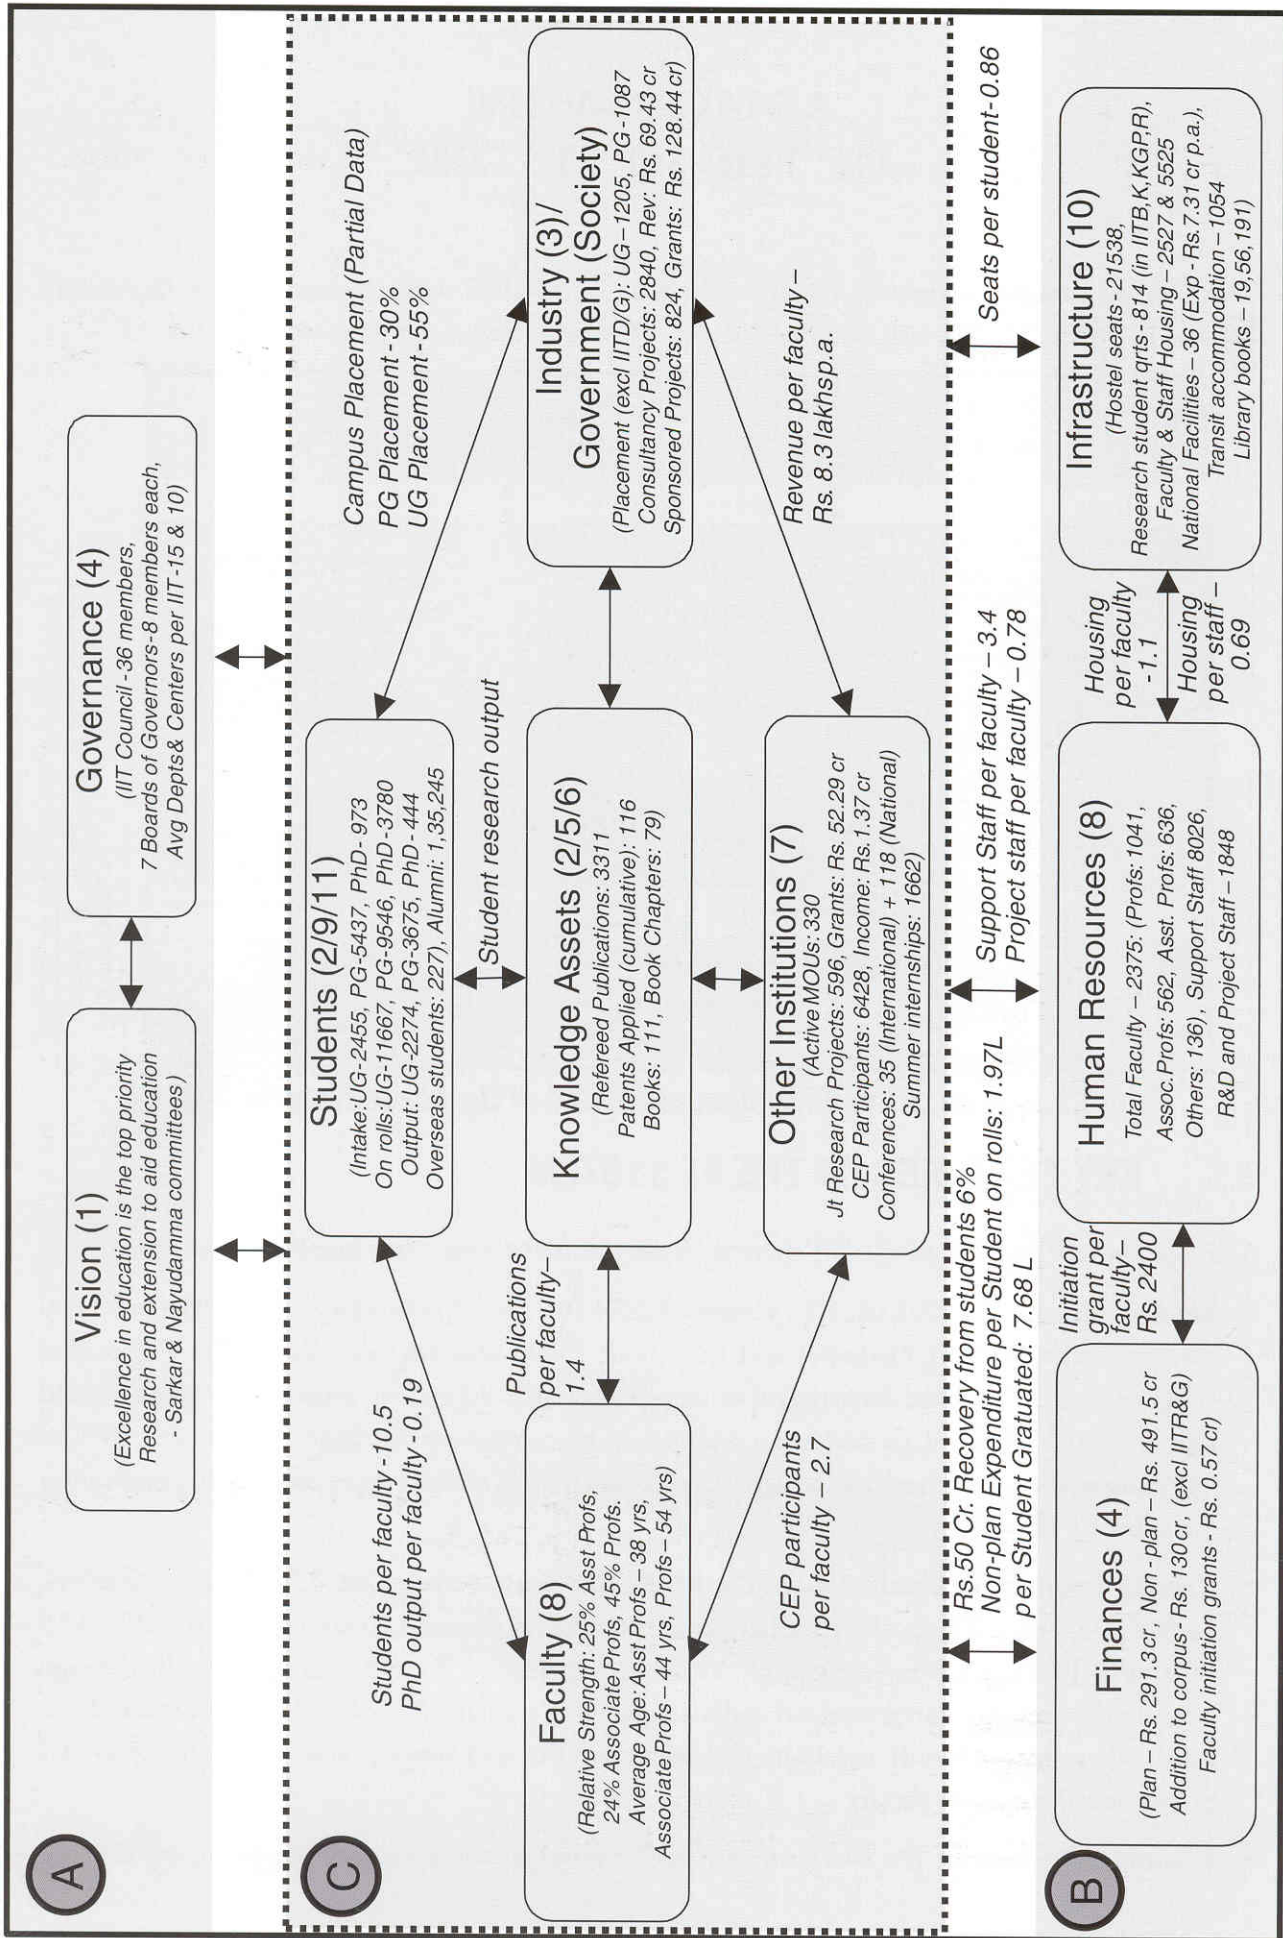 A
Vision (1)
(Excellence in education is the top priority
Research and extension to aid education
- Sarkar & Nayudamma committees)
Governance (4)
(IIT Council -36 members,
7 Boards of Governors-8 members each,
Avg Depts& Centers per IIT-15 & 10)
C
Students per faculty -10.5
PhD output per faculty -0.19
Students (2/9/11)
(Intake:UG-2455, PG-5437, PhD- 973
On rolls:UG-11667, PG-9546, PhD-3780
Output: UG-2274, PG-3675, PhD- 444
Overseas students: 227), Alumni: 1,35,245
Campus Placement (Partial Data)
PG Placement -30%
UG Placement -55%
Student research output
Faculty (8)
(Relative Strength: 25% Asst Profs,
24% Associate Profs, 45% Profs.
Average Age:Asst Profs – 38 yrs,
Associate Profs – 44 yrs, Profs – 54 yrs)
Publications
per faculty–
1.4
Knowledge Assets (2/5/6)
(Refereed Publications: 3311
Patents Applied (cumulative): 116
Books: 111, Book Chapters: 79)
Industry (3)/
Government (Society)
(Placement (excl IITD/G): UG – 1205, PG -1087
Consultancy Projects: 2840, Rev: Rs. 69.43 cr
Sponsored Projects: 824, Grants: Rs. 128.44 cr)
CEP participants
per faculty – 2.7
Other Institutions (7)
(Active MOUs: 330
Jt Research Projects: 596, Grants: Rs. 52.29 cr
CEP Participants: 6428, Income: Rs.1.37 cr
Conferences: 35 (International) + 118 (National)
Summer internships: 1662)
Revenue per faculty –
Rs. 8.3 lakhsp.a.
Rs.50 Cr. Recovery from students 6%
Non-plan Expenditure per Student on rolls: 1.97L
per Student Gratuated: 7.68 L
Support Staff per faculty – 3.4
Project staff per faculty – 0.78
Seats per student - 0.86
B
Finances (4)
(Plan – Rs. 291.3 cr, Non - plan – Rs. 491.5 cr
Addition to corpus - Rs. 130 cr, (excl IITR&G)
Faculty initiation grants - Rs. 0.57 cr)
Initiation
grant per
faculty–
Rs. 2400
Human Resources (8)
Total Faculty – 2375: (Profs: 1041,
Assoc.Profs: 562, Asst. Profs: 636,
Others: 136), Support Staff 8026,
R&D and Project Staff – 1848
Housing
per faculty
- 1.1
Housing
per staff –
0.69
Infrastructure (10)
(Hostel seats - 21538,
Research student qrts - 814 (in IITB,K,KGP,R),
Faculty & Staff Housing – 2527 & 5525
National Facilities – 36 (Exp - Rs.7.31 cr p.a.),
Transit accommodation – 1054
Library books – 19,56,191)